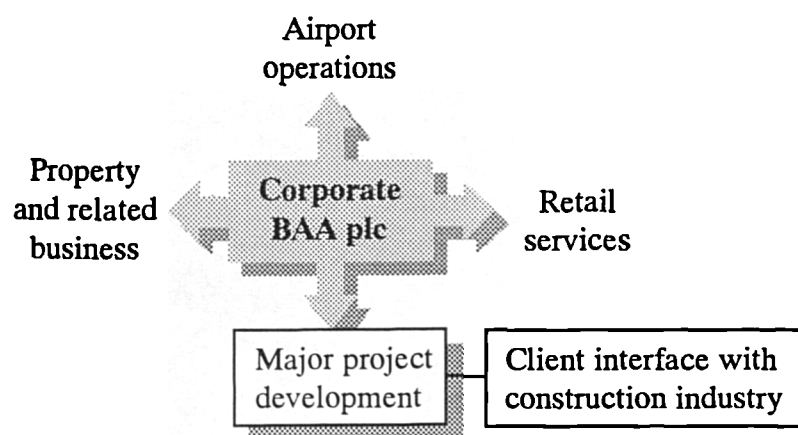 Airport
operations
Property
and related
business
Corporate
BAA plc
Retail
services
Major project
development
Client interface with
construction industry